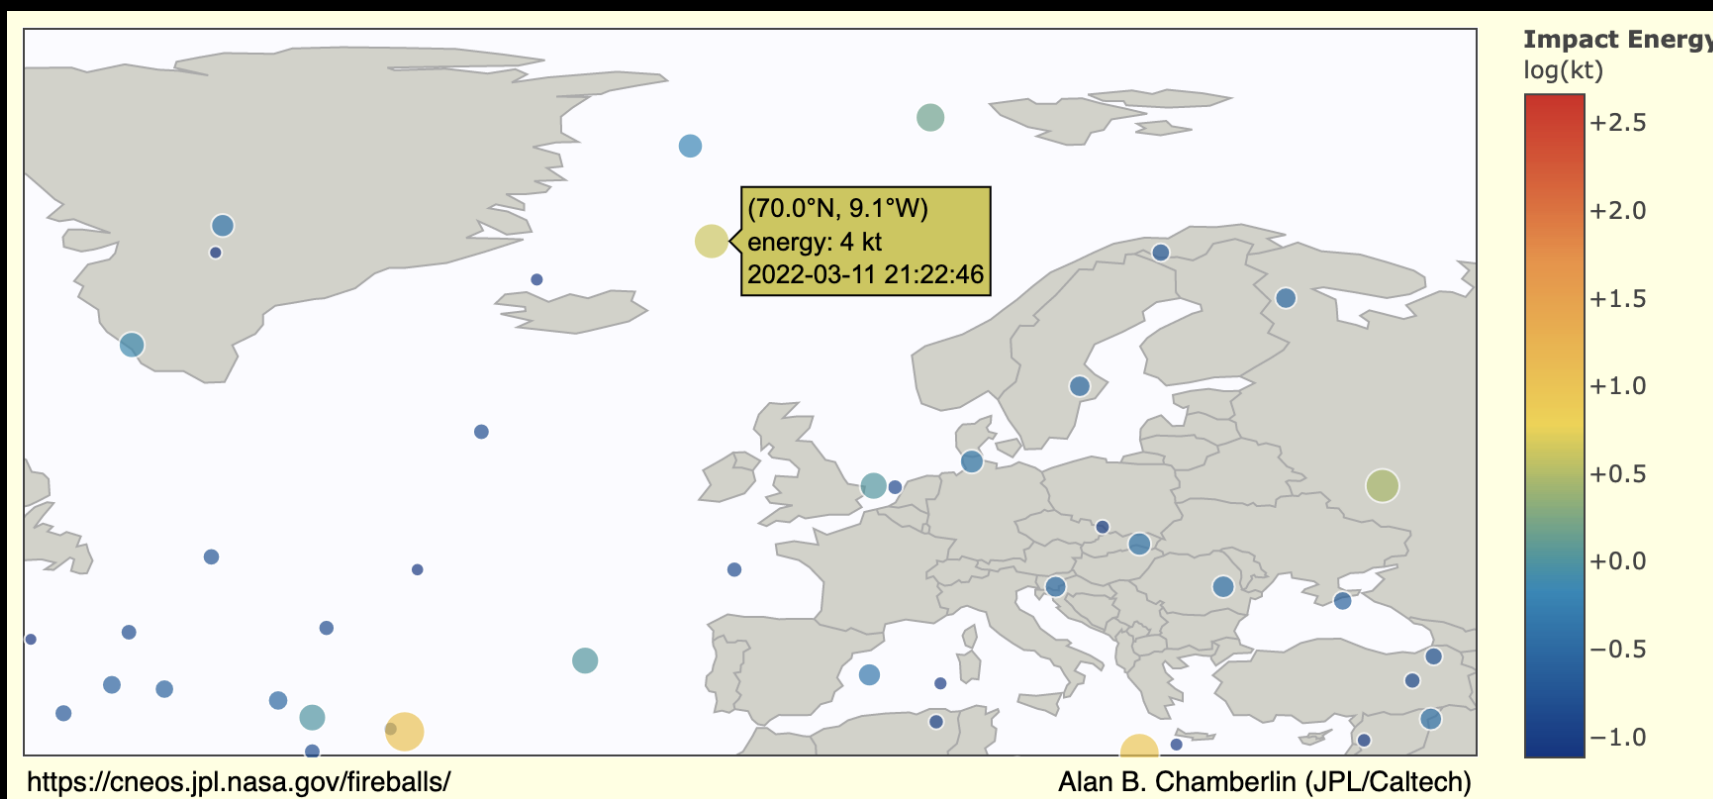 Impact Energy
log(kt)
+2.5
+2.0
+1.5
+1.0
+0.5
+0.0
−0.5
−1.0
(70.0°N, 9.1°W)
energy: 4 kt
2022-03-11 21:22:46
https://cneos.jpl.nasa.gov/fireballs/
Alan B. Chamberlin (JPL/Caltech)